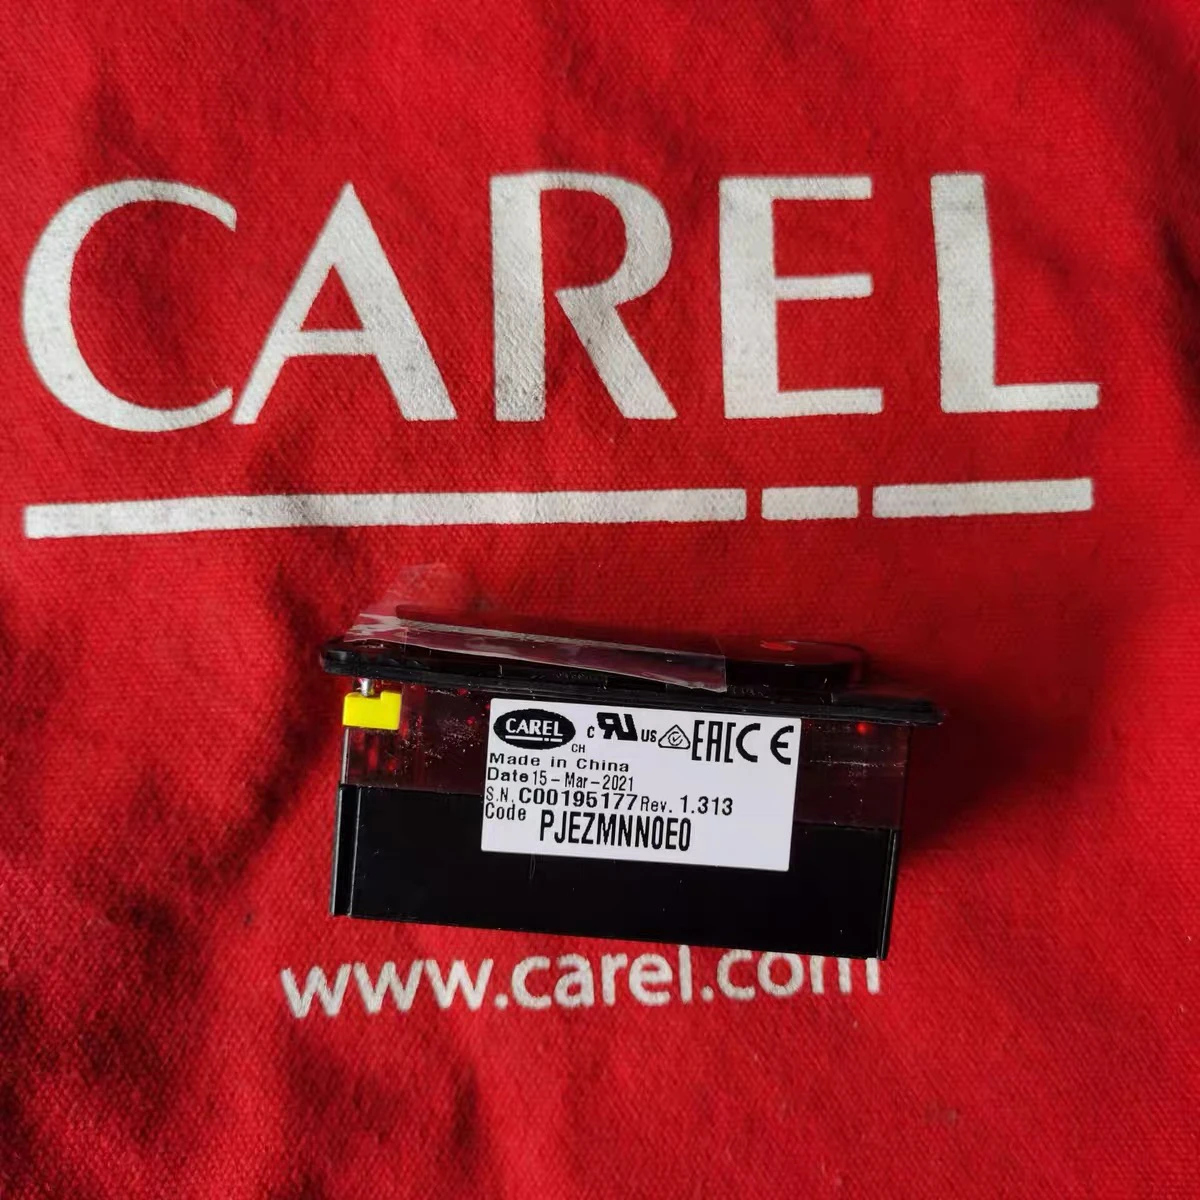 CAREL
CAREL
CH
c RU US EAC CE
Made in China
Date 15-Mar-2021
S.N. C00195177 Rev. 1.313
Code PJEZMNN0E0
www.carel.com